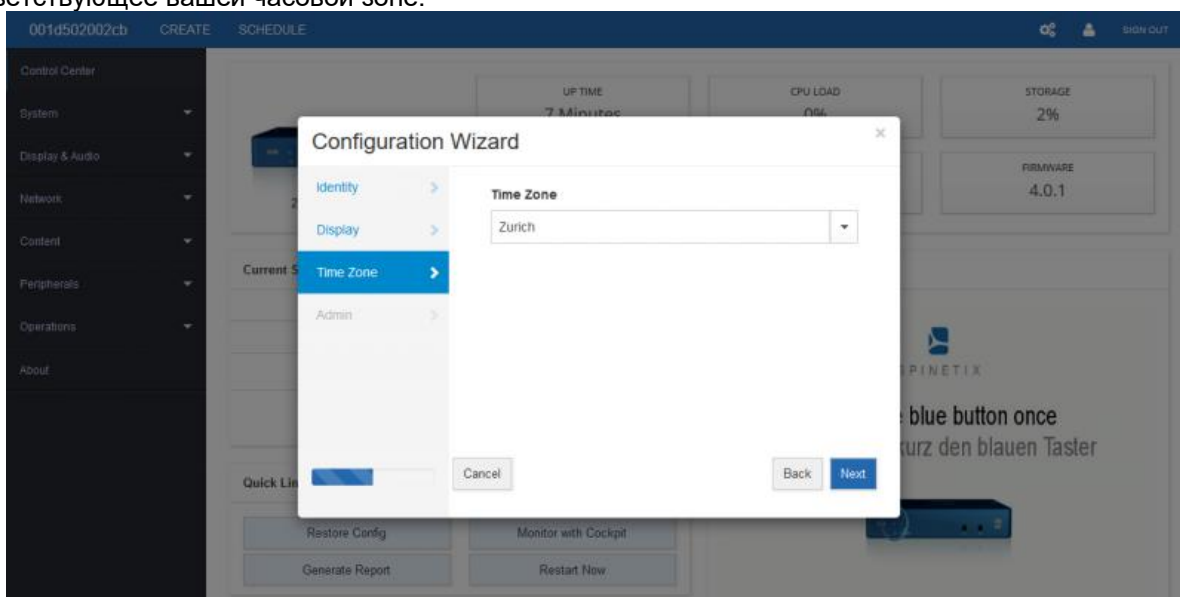 ветствующее вашей часовой зоне.
001d502002cb CREATE SCHEDULE SIGN OUT
Control Center
System
Display & Audio
Network
Content
Peripherals
Operations
About
UP TIME
7 Minutes
CPU LOAD
0%
STORAGE
2%
FIRMWARE
4.0.1
Configuration Wizard
Identity
Display
Time Zone
Admin
Time Zone
Zurich
Cancel
Back
Next
Current S
Quick Lin
Restore Config
Monitor with Cockpit
Generate Report
Restart Now
SPINETIX
blue button once
kurz den blauen Taster